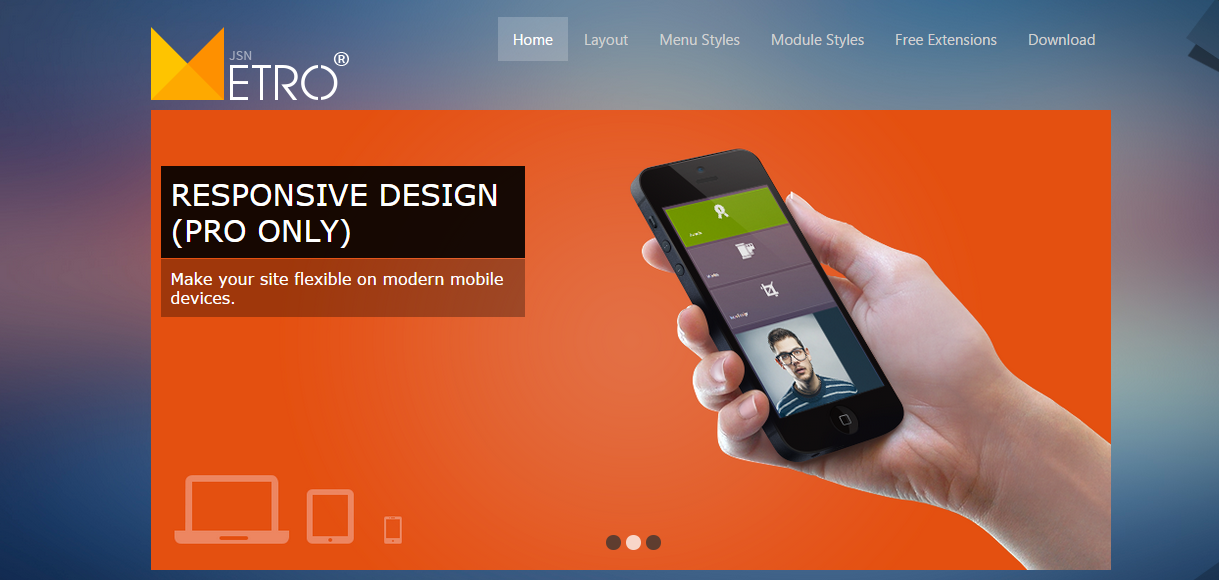 JSN
ETRO®
Home
Layout
Menu Styles
Module Styles
Free Extensions
Download
RESPONSIVE DESIGN
(PRO ONLY)
Make your site flexible on modern mobile
devices.